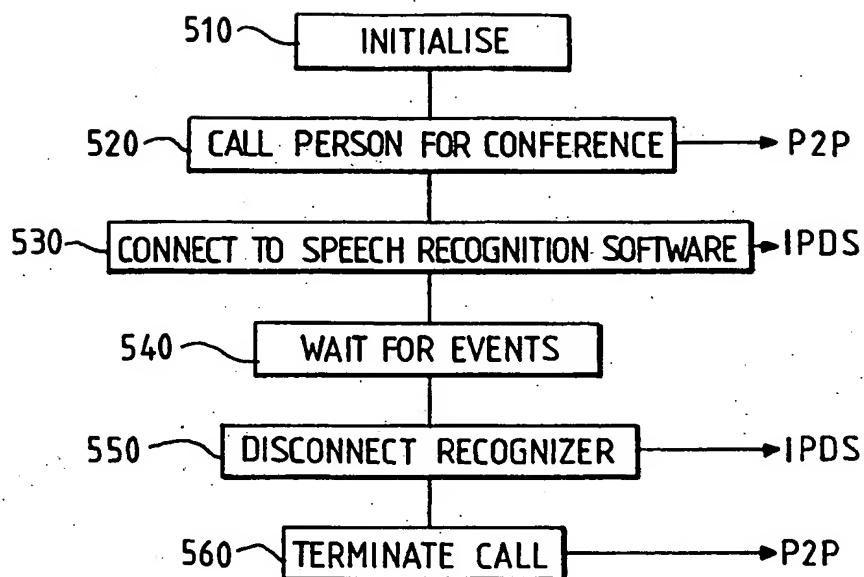 510 INITIALISE
520 CALL PERSON FOR CONFERENCE P2P
530 CONNECT TO SPEECH RECOGNITION SOFTWARE IPDS
540 WAIT FOR EVENTS
550 DISCONNECT RECOGNIZER IPDS
560 TERMINATE CALL P2P